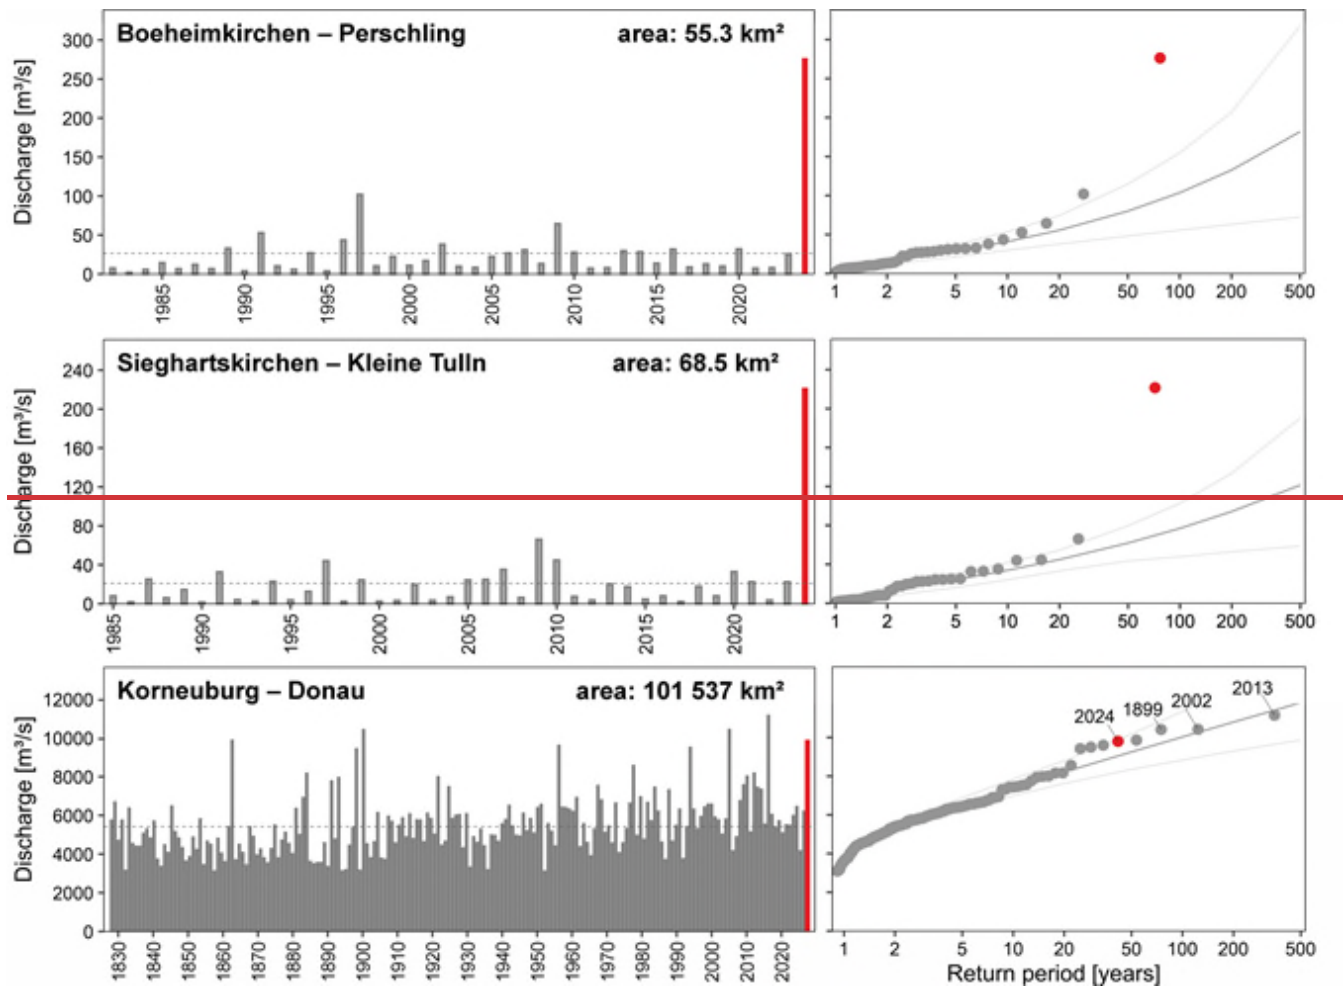 Boeheimkirchen – Perschling area: 55.3 km²
Discharge [m³/s]
300
250
200
150
100
50
0
1985 1990 1995 2000 2005 2010 2015 2020
1 2 5 10 20 50 100 200 500
Sieghartskirchen – Kleine Tulln area: 68.5 km²
Discharge [m³/s]
240
200
160
120
80
40
0
1985 1990 1995 2000 2005 2010 2015 2020
1 2 5 10 20 50 100 200 500
Korneuburg – Donau area: 101 537 km²
Discharge [m³/s]
12000
10000
8000
6000
4000
2000
0
1830 1840 1850 1860 1870 1880 1890 1900 1910 1920 1930 1940 1950 1960 1970 1980 1990 2000 2010 2020
2024 1899 2002 2013
1 2 5 10 20 50 100 200 500
Return period [years]